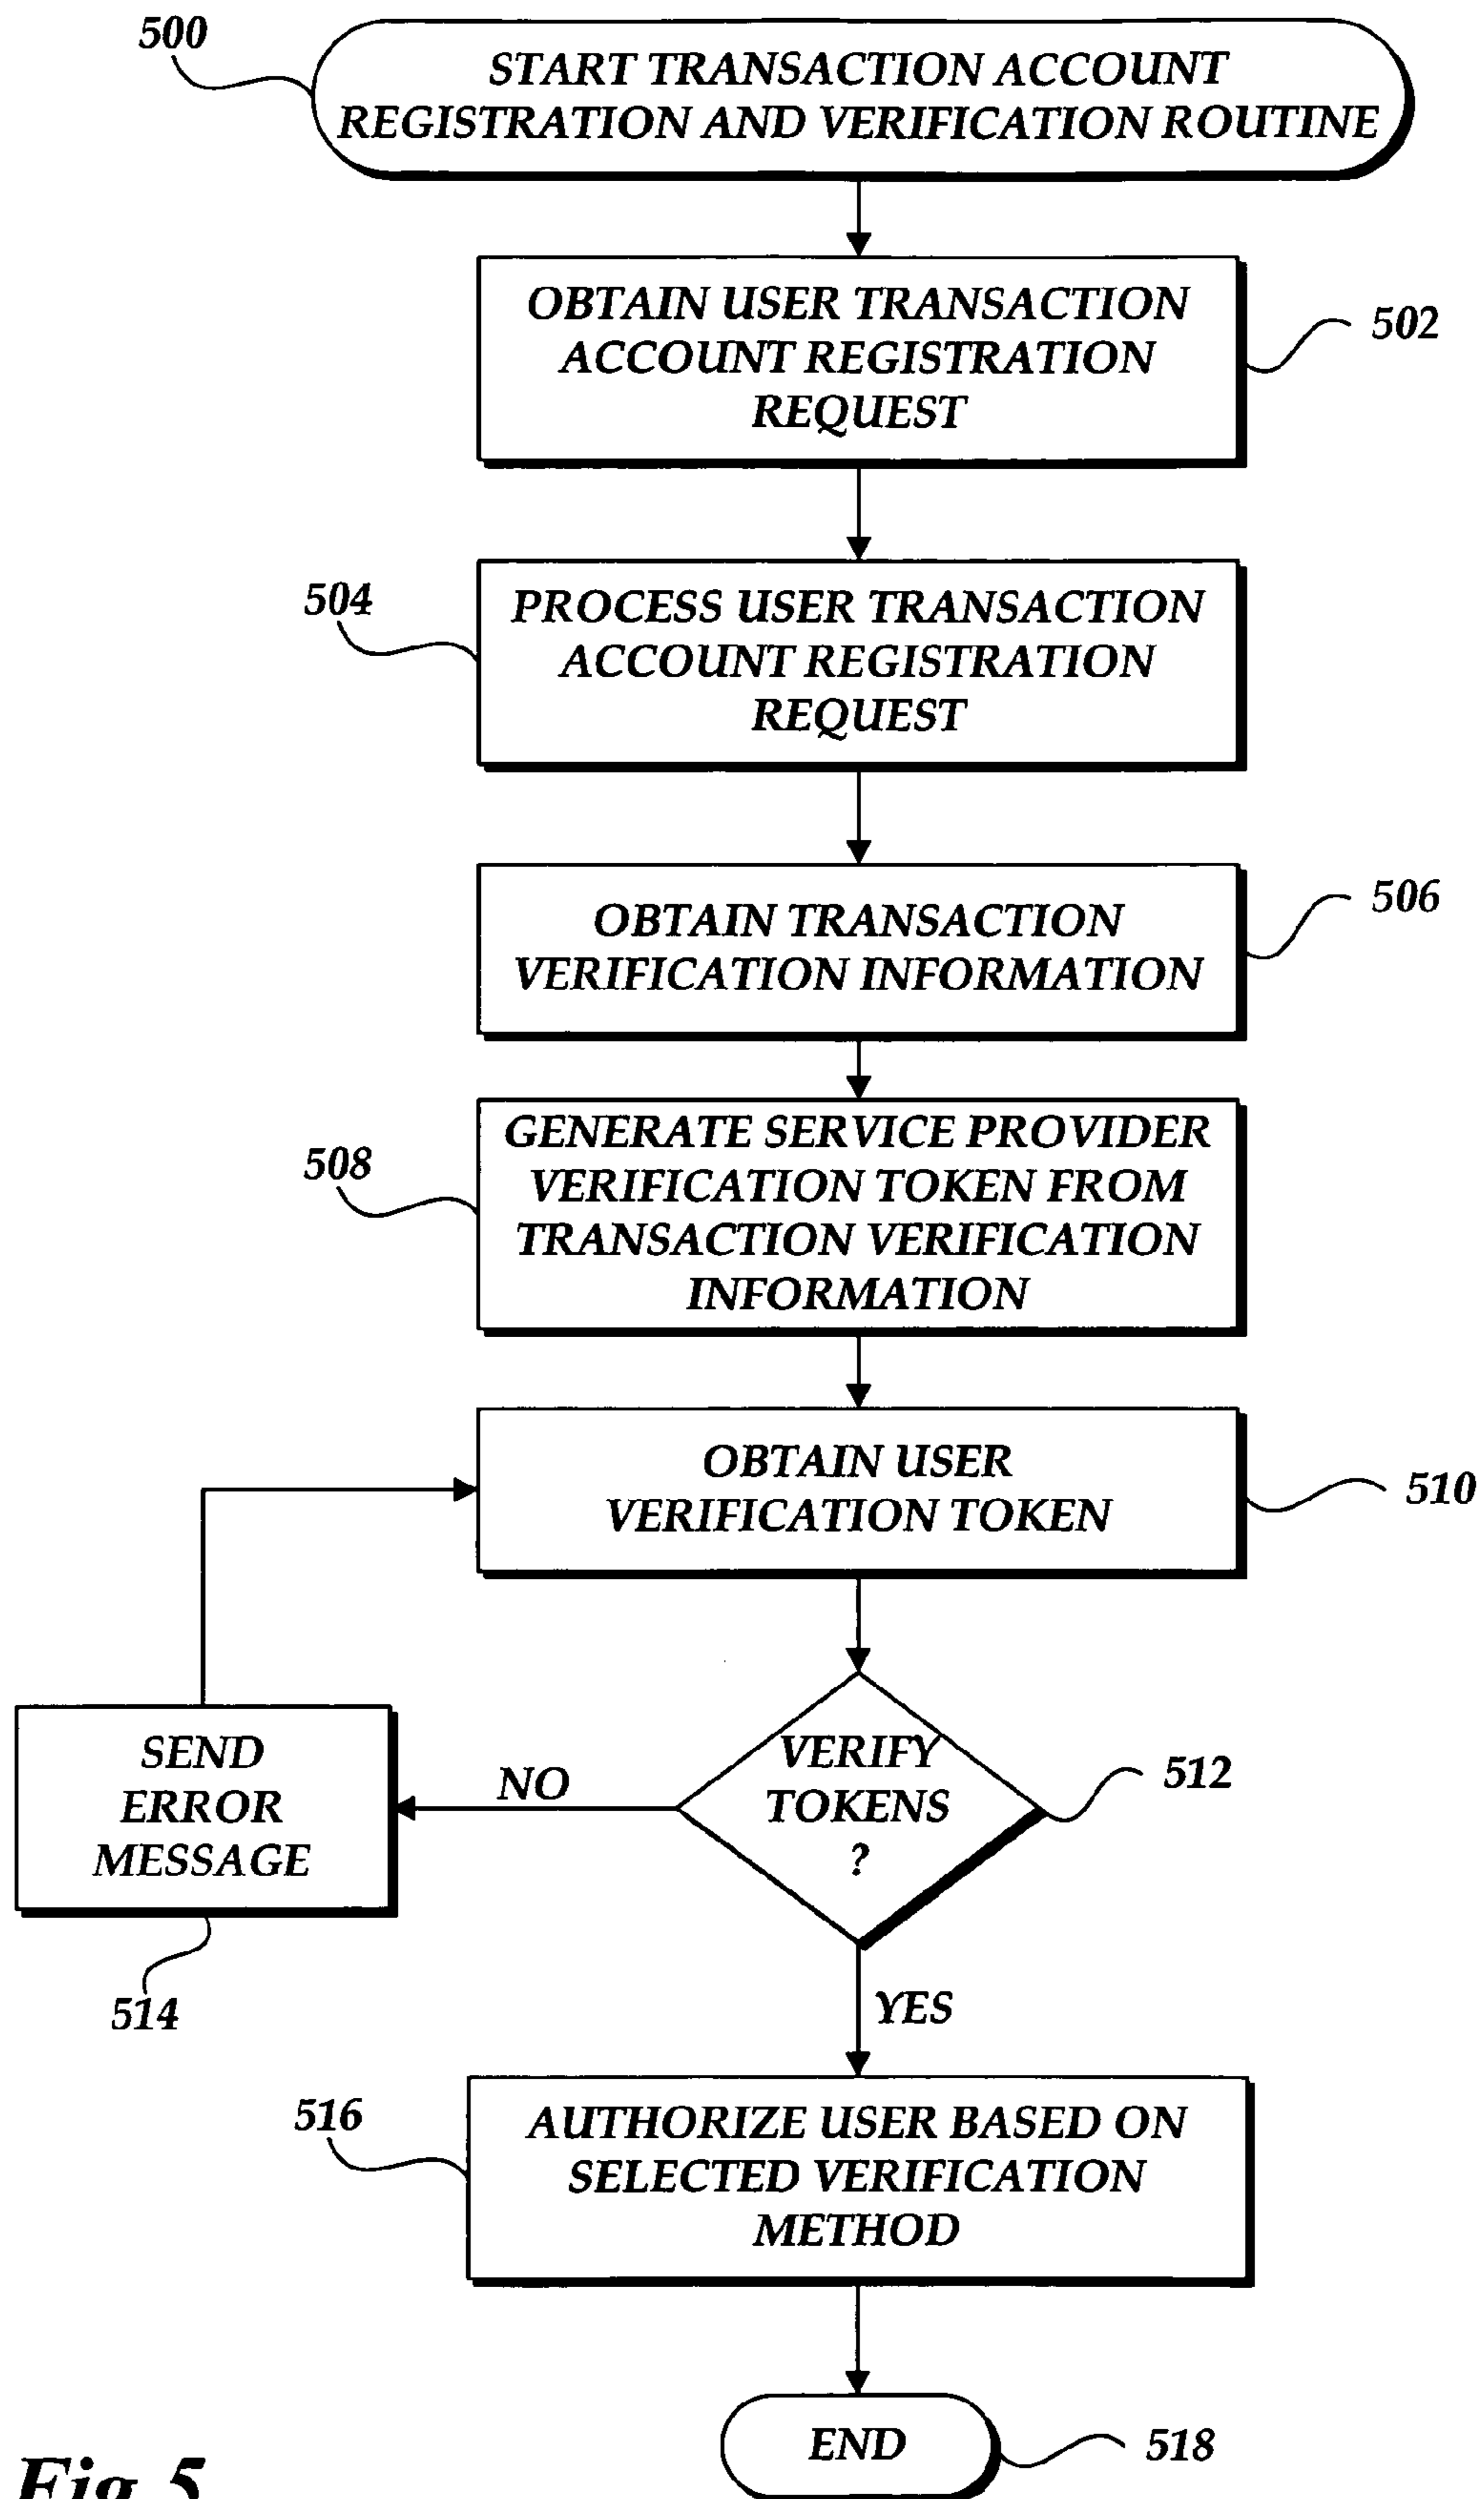 500
START TRANSACTION ACCOUNT
REGISTRATION AND VERIFICATION ROUTINE
OBTAIN USER TRANSACTION
ACCOUNT REGISTRATION
REQUEST
502
504
PROCESS USER TRANSACTION
ACCOUNT REGISTRATION
REQUEST
OBTAIN TRANSACTION
VERIFICATION INFORMATION
506
508
GENERATE SERVICE PROVIDER
VERIFICATION TOKEN FROM
TRANSACTION VERIFICATION
INFORMATION
OBTAIN USER
VERIFICATION TOKEN
510
VERIFY
TOKENS
?
512
NO
SEND
ERROR
MESSAGE
514
YES
516
AUTHORIZE USER BASED ON
SELECTED VERIFICATION
METHOD
END
518
Fig. 5